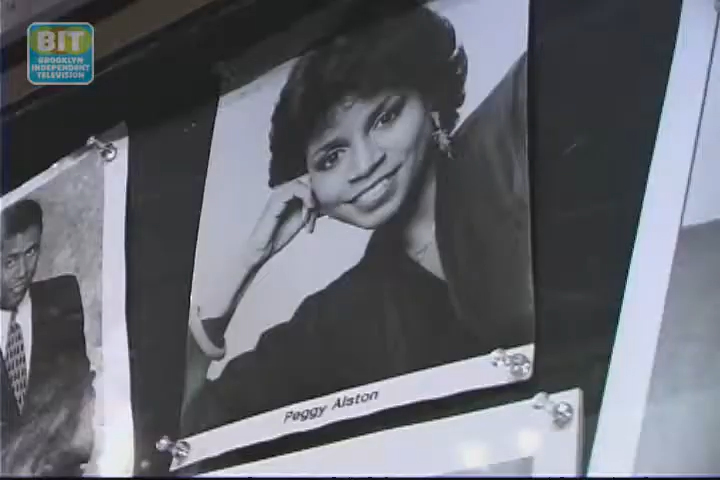 BIT
BROOKLYN
INDEPENDENT
TELEVISION
Peggy Alston